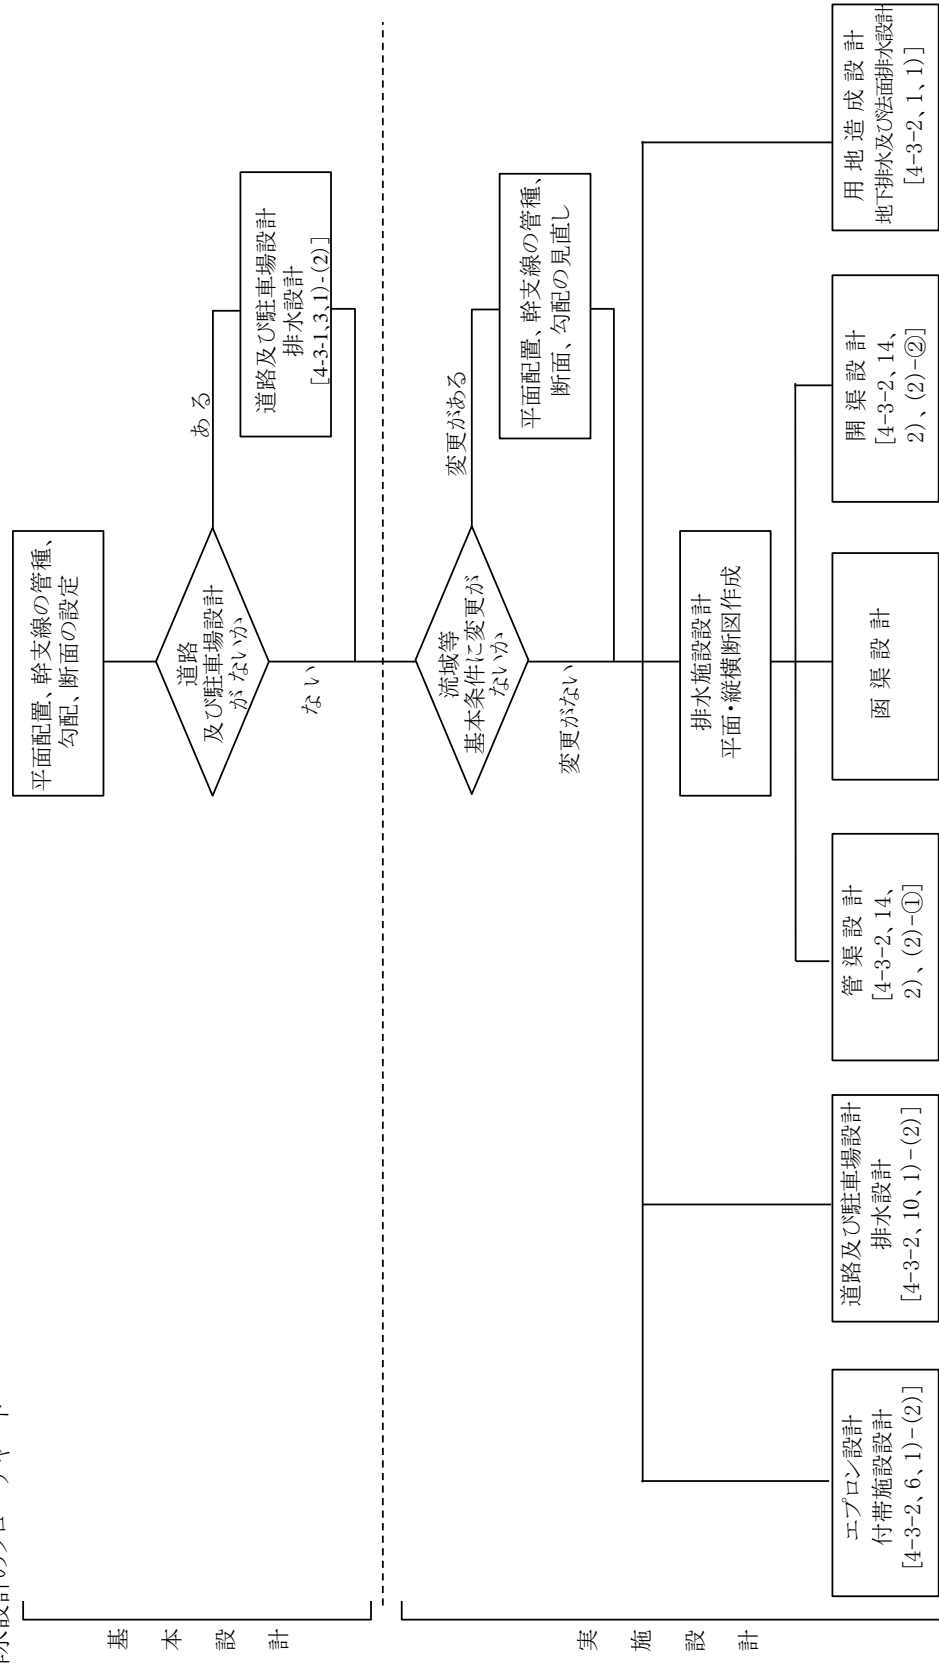 排水設計のフローチャート
基本設計
平面配置、幹支線の管種、
勾配、断面の設定
道路
及び駐車場設計
がないか
ある
ない
道路及び駐車場設計
排水設計
[4-3-1、3、1)-(2)]
実施設計
流域等
基本条件に変更が
ないか
変更がある
変更がない
平面配置、幹支線の管種、
断面、勾配の見直し
排水施設設計
平面・縦横断図作成
エプロン設計
付帯施設設計
[4-3-2、6、1)-(2)]
道路及び駐車場設計
排水設計
[4-3-2、10、1)-(2)]
管渠設計
[4-3-2、14、
2)、(2)-①]
函渠設計
開渠設計
[4-3-2、14、
2)、(2)-②]
用地造成設計
地下排水及び法面排水設計
[4-3-2、1、1)]